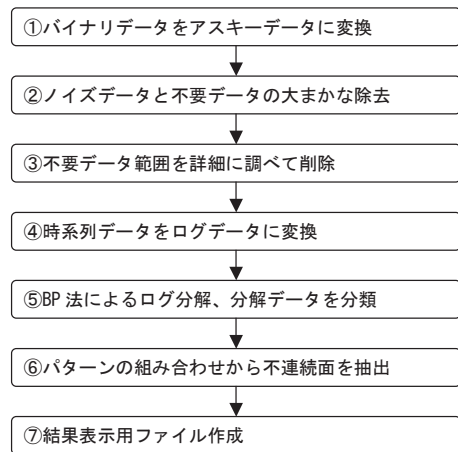 ①バイナリデータをアスキーデータに変換
②ノイズデータと不要データの大まかな除去
③不要データ範囲を詳細に調べて削除
④時系列データをログデータに変換
⑤BP 法によるログ分解、分解データを分類
⑥パターンの組み合わせから不連続面を抽出
⑦結果表示用ファイル作成